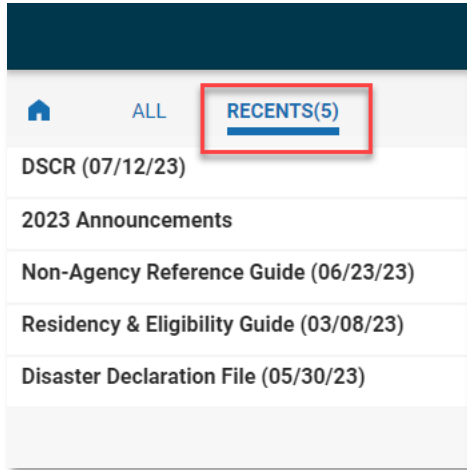 ALL RECENTS(5)
DSCR (07/12/23)
2023 Announcements
Non-Agency Reference Guide (06/23/23)
Residency & Eligibility Guide (03/08/23)
Disaster Declaration File (05/30/23)